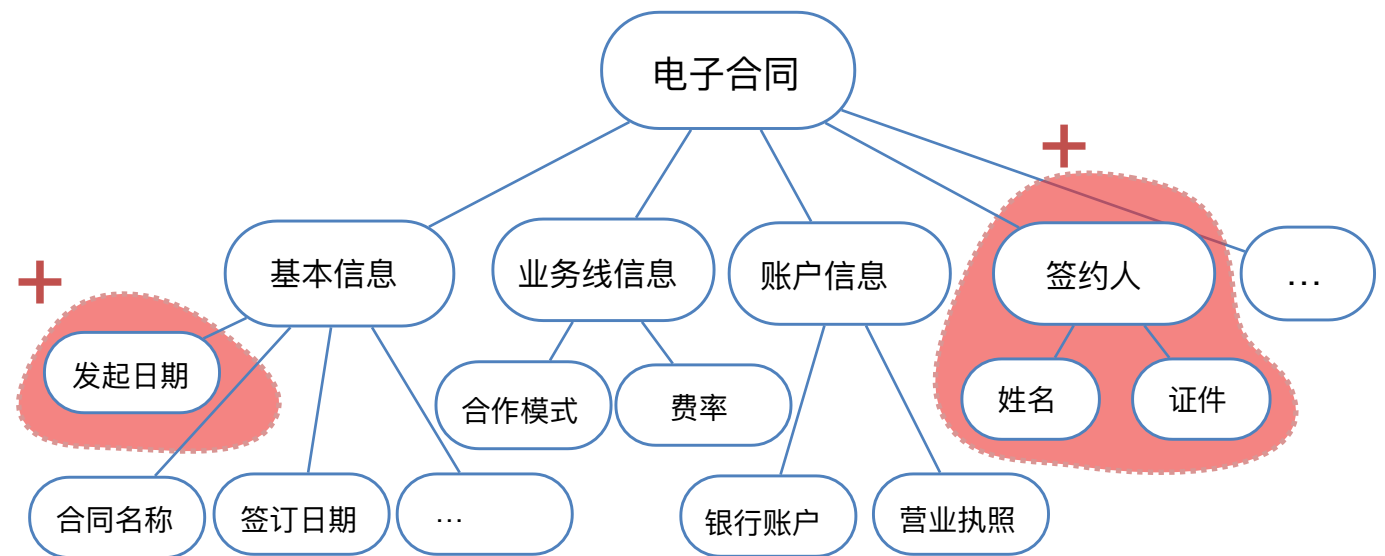 电子合同
基本信息
业务线信息
账户信息
签约人
...
发起日期
合作模式
费率
姓名
证件
合同名称
签订日期
...
银行账户
营业执照